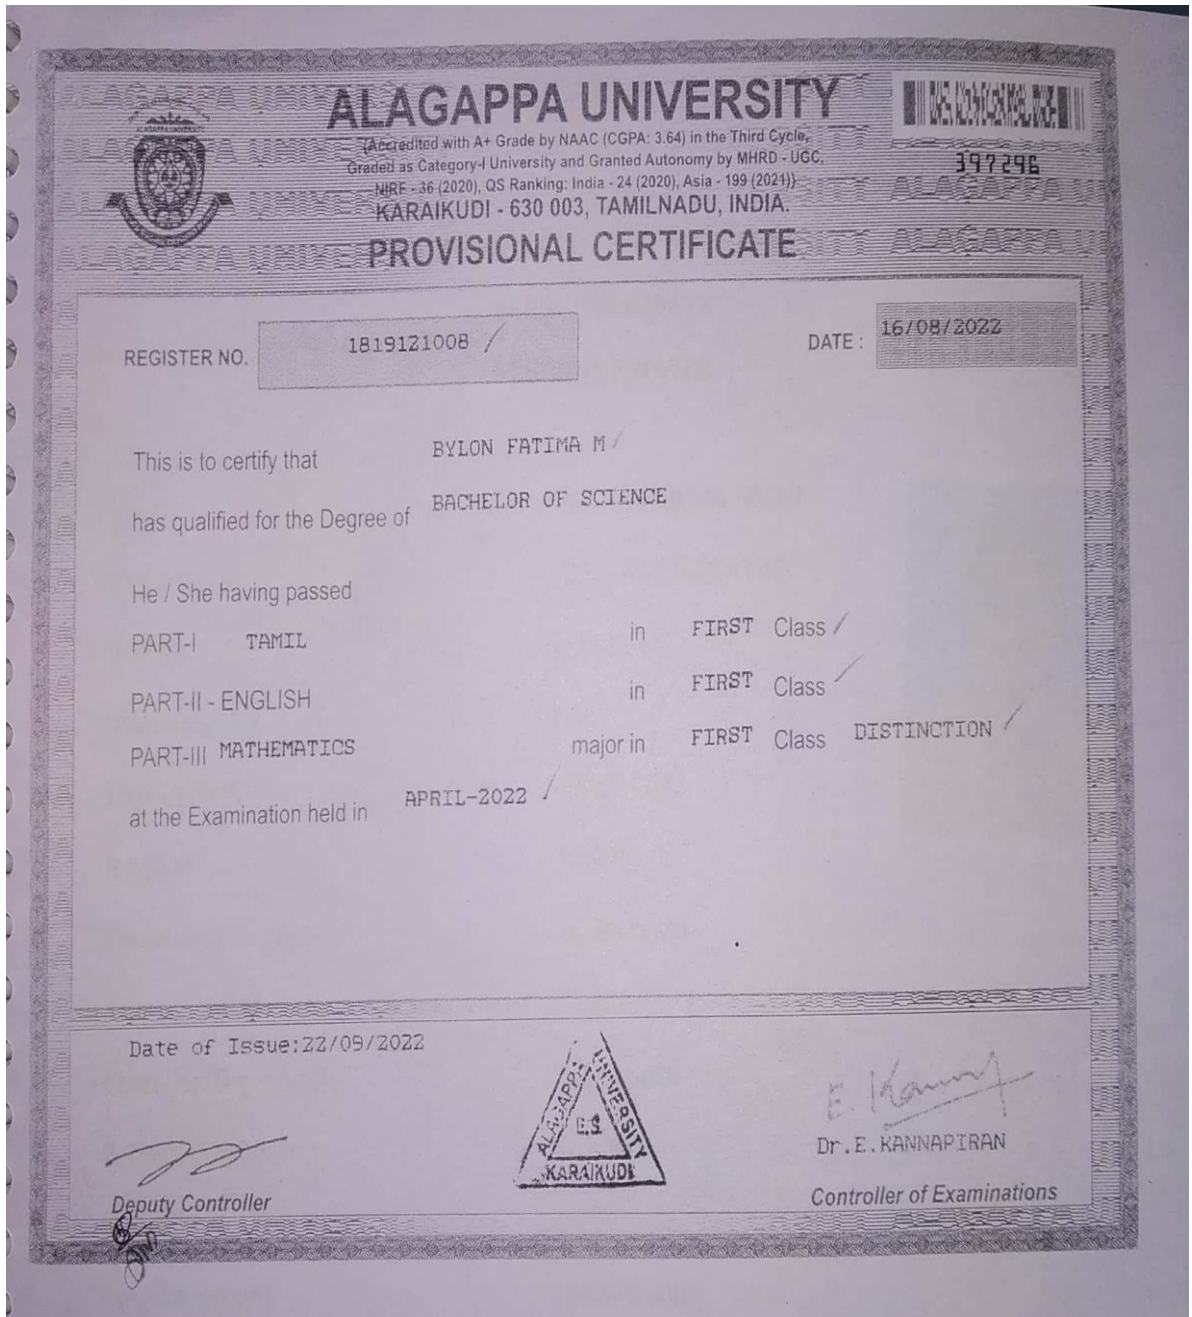 ALAGAPPA UNIVERSITY
(Accredited with A+ Grade by NAAC (CGPA: 3.64) in the Third Cycle,
Graded as Category-I University and Granted Autonomy by MHRD - UGC,
NIRF - 36 (2020), QS Ranking: India - 24 (2020), Asia - 199 (2021))
KARAIKUDI - 630 003, TAMILNADU, INDIA.
PROVISIONAL CERTIFICATE
397296
REGISTER NO. 1819121008
DATE : 16/08/2022
This is to certify that BYLON FATIMA M
has qualified for the Degree of BACHELOR OF SCIENCE
He / She having passed
PART-I TAMIL in FIRST Class
PART-II - ENGLISH in FIRST Class
PART-III MATHEMATICS major in FIRST Class DISTINCTION
at the Examination held in APRIL-2022
Date of Issue:22/09/2022
ALAGAPPA UNIVERSITY
KARAIKUDI
E. Kanna
Dr.E.KANNAPIRAN
Deputy Controller
Controller of Examinations